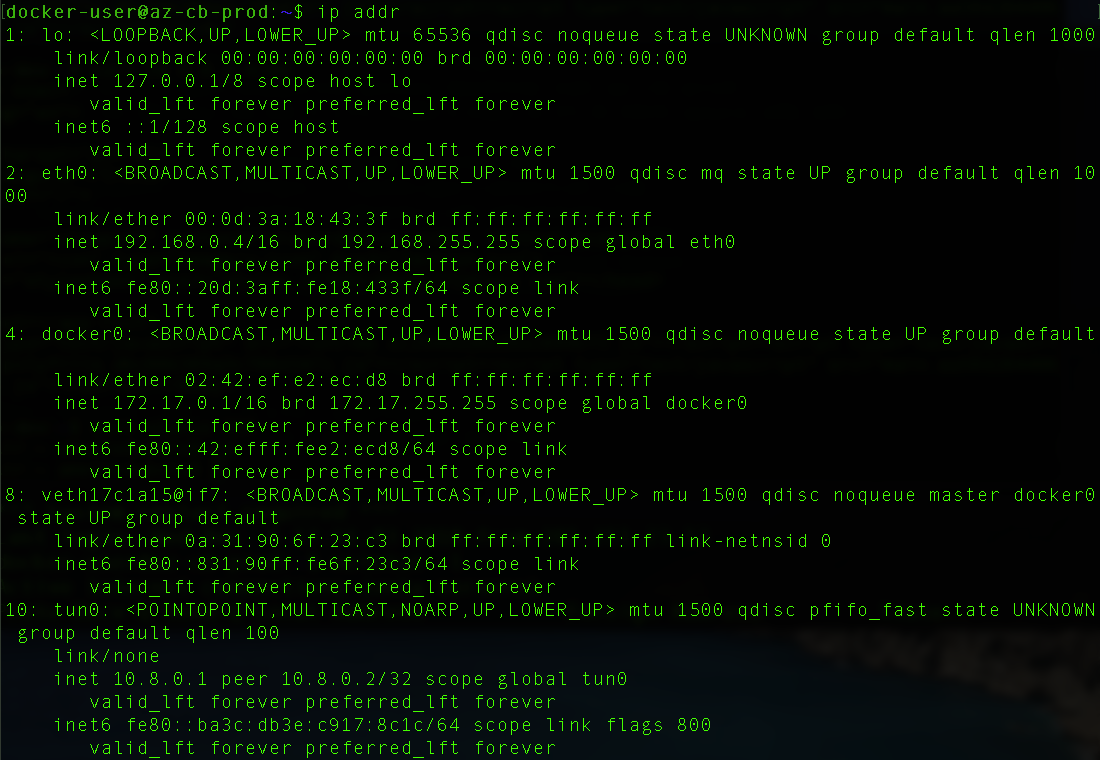 [docker-user@az-cb-prod:~$ ip addr
1: lo: <LOOPBACK,UP,LOWER_UP> mtu 65536 qdisc noqueue state UNKNOWN group default qlen 1000
    link/loopback 00:00:00:00:00:00 brd 00:00:00:00:00:00
    inet 127.0.0.1/8 scope host lo
       valid_lft forever preferred_lft forever
    inet6 ::1/128 scope host
       valid_lft forever preferred_lft forever
2: eth0: <BROADCAST,MULTICAST,UP,LOWER_UP> mtu 1500 qdisc mq state UP group default qlen 10
00
    link/ether 00:0d:3a:18:43:3f brd ff:ff:ff:ff:ff:ff
    inet 192.168.0.4/16 brd 192.168.255.255 scope global eth0
       valid_lft forever preferred_lft forever
    inet6 fe80::20d:3aff:fe18:433f/64 scope link
       valid_lft forever preferred_lft forever
4: docker0: <BROADCAST,MULTICAST,UP,LOWER_UP> mtu 1500 qdisc noqueue state UP group default
    link/ether 02:42:ef:e2:ec:d8 brd ff:ff:ff:ff:ff:ff
    inet 172.17.0.1/16 brd 172.17.255.255 scope global docker0
       valid_lft forever preferred_lft forever
    inet6 fe80::42:efff:fee2:ecd8/64 scope link
       valid_lft forever preferred_lft forever
8: veth17c1a15@if7: <BROADCAST,MULTICAST,UP,LOWER_UP> mtu 1500 qdisc noqueue master docker0
 state UP group default
    link/ether 0a:31:90:6f:23:c3 brd ff:ff:ff:ff:ff:ff link-netnsid 0
    inet6 fe80::831:90ff:fe6f:23c3/64 scope link
       valid_lft forever preferred_lft forever
10: tun0: <POINTOPOINT,MULTICAST,NOARP,UP,LOWER_UP> mtu 1500 qdisc pfifo_fast state UNKNOWN
 group default qlen 100
    link/none
    inet 10.8.0.1 peer 10.8.0.2/32 scope global tun0
       valid_lft forever preferred_lft forever
    inet6 fe80::ba3c:db3e:c917:8c1c/64 scope link flags 800
       valid_lft forever preferred_lft forever